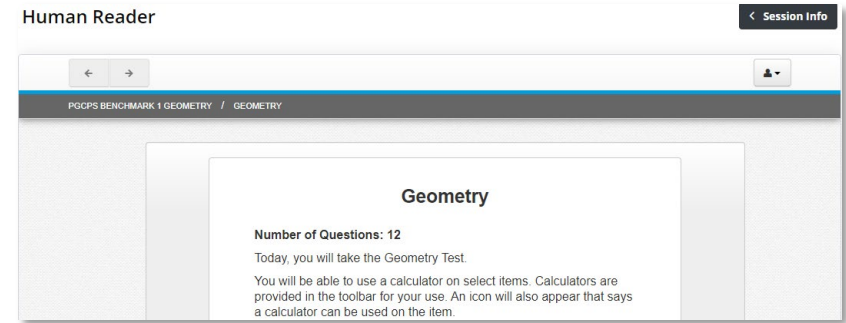 Human Reader
Session Info
PGCPS BENCHMARK 1 GEOMETRY / GEOMETRY
Geometry
Number of Questions: 12
Today, you will take the Geometry Test.
You will be able to use a calculator on select items. Calculators are
provided in the toolbar for your use. An icon will also appear that says
a calculator can be used on the item.